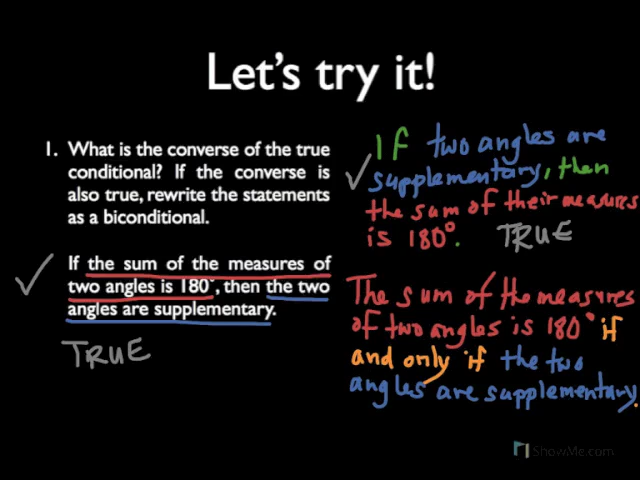 Let's try it!
1. What is the converse of the true
conditional? If the converse is
also true, rewrite the statements
as a biconditional.
If the sum of the measures of
two angles is 180°, then the two
angles are supplementary.
TRUE
If two angles are
supplementary, then
the sum of their measures
is 180°. TRUE
The sum of the measures
of two angles is 180° if
and only if the two
angles are supplementary.
ShowMe.com